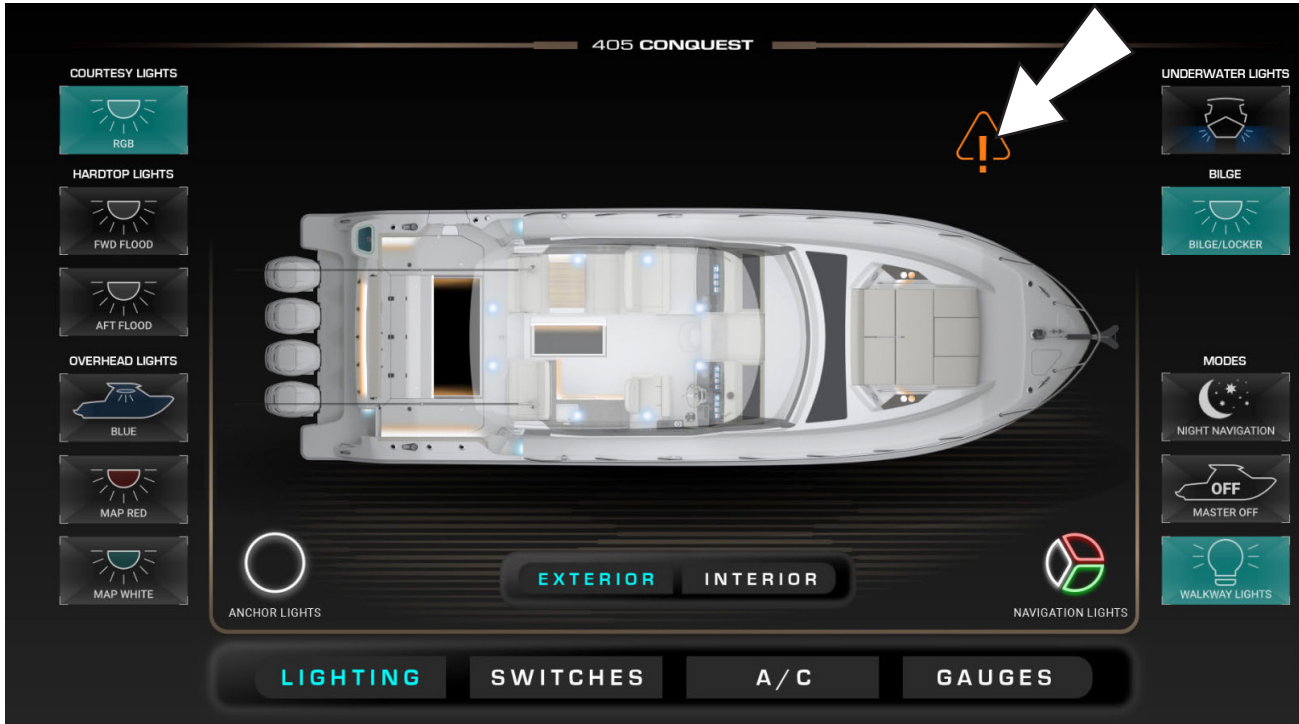 405 CONQUEST
COURTESY LIGHTS
RGB
HARDTOP LIGHTS
FWD FLOOD
AFT FLOOD
OVERHEAD LIGHTS
BLUE
MAP RED
MAP WHITE
UNDERWATER LIGHTS
BILGE
BILGE/LOCKER
MODES
NIGHT NAVIGATION
OFF
MASTER OFF
WALKWAY LIGHTS
!
ANCHOR LIGHTS
EXTERIOR INTERIOR
NAVIGATION LIGHTS
LIGHTING SWITCHES A/C GAUGES